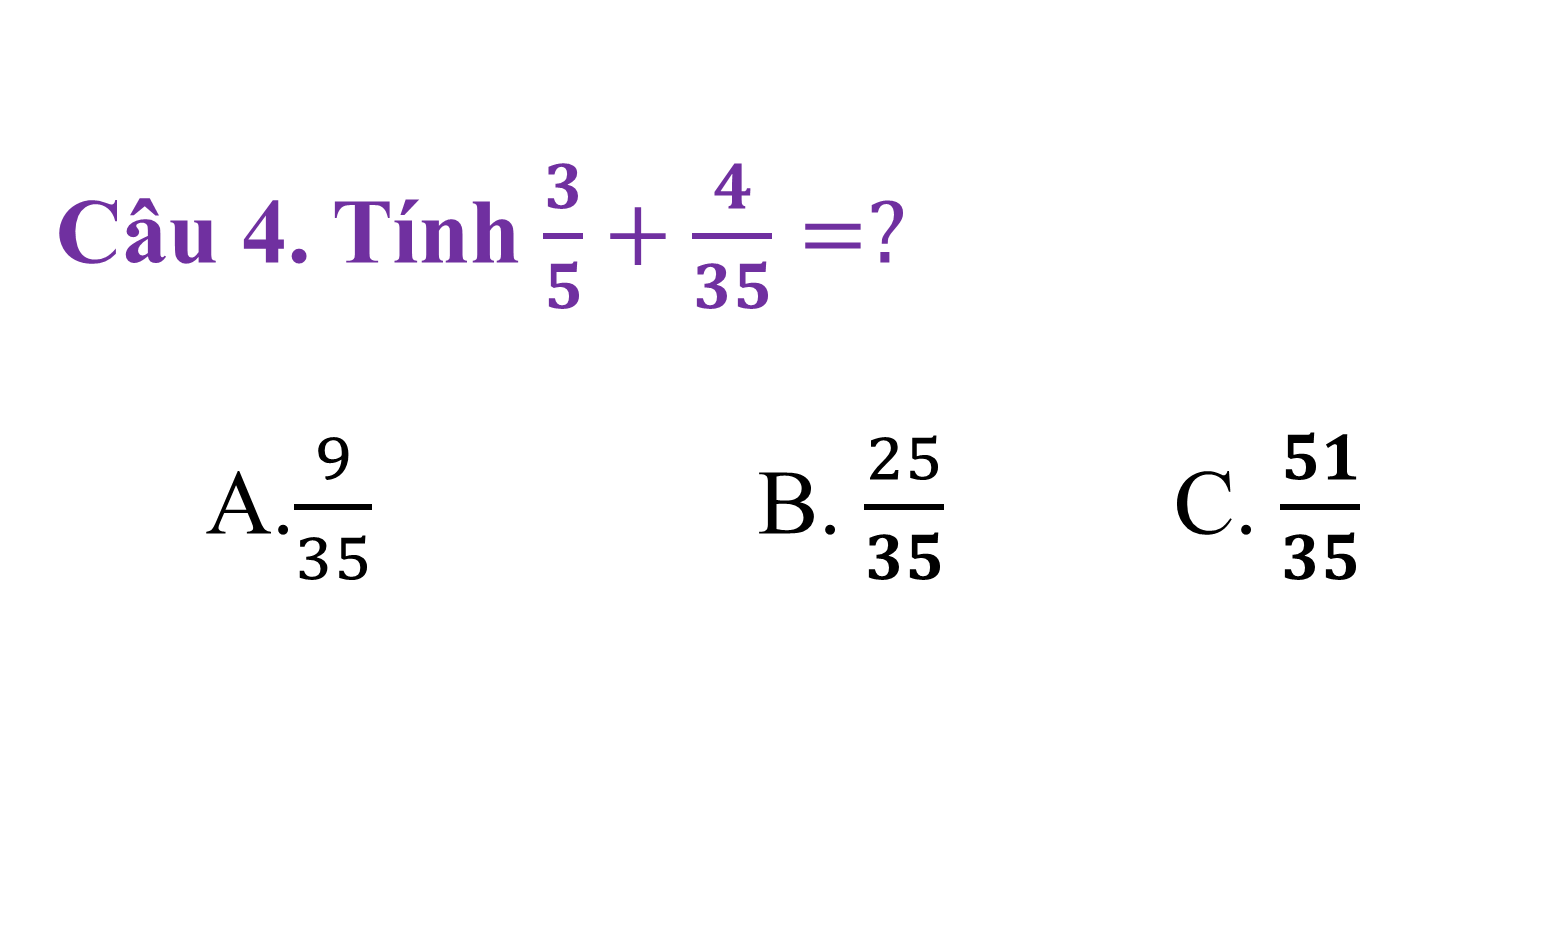 Câu 4. Tính 3/5 + 4/35 =?
A. 9/35 B. 25/35 C. 51/35